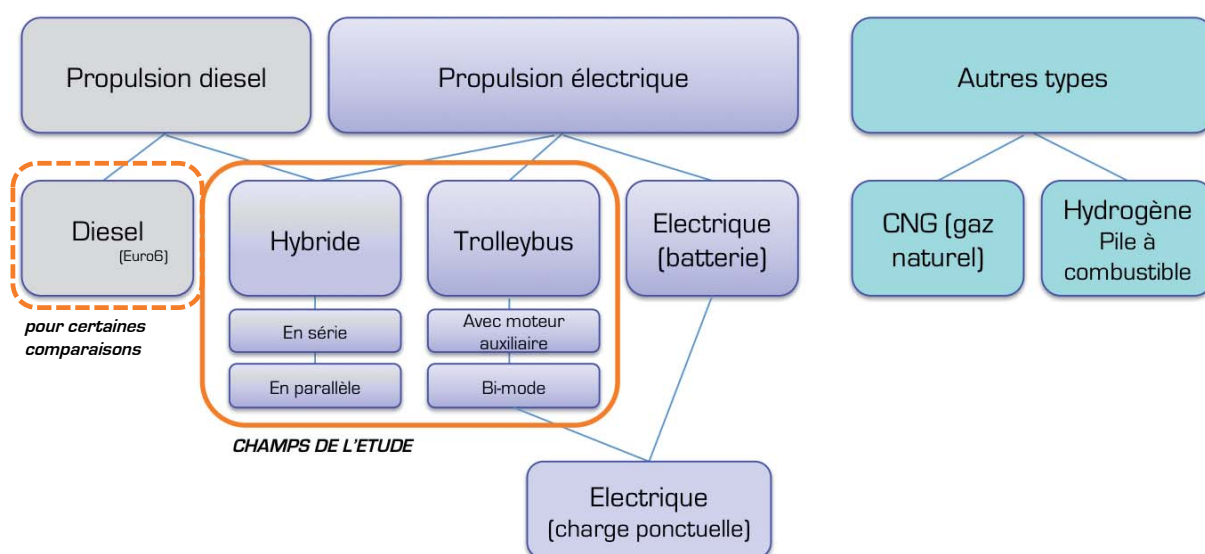 Propulsion diesel
Propulsion électrique
Autres types
Diesel
(Euro6)
Hybride
Trolleybus
Electrique
(batterie)
CNG (gaz
naturel)
Hydrogène
Pile à
combustible
pour certaines
comparaisons
En série
Avec moteur
auxiliaire
En parallèle
Bi-mode
CHAMPS DE L'ETUDE
Electrique
(charge ponctuelle)